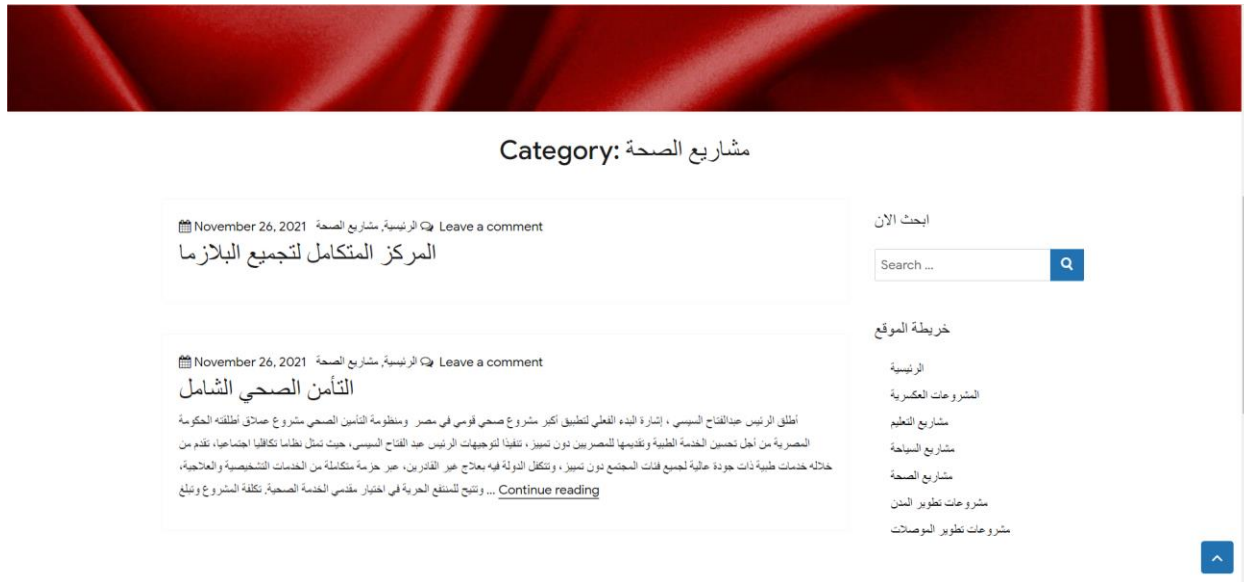 Category: مشاريع الصحة
November 26, 2021 الرئيسية, مشاريع الصحة Leave a comment
المركز المتكامل لتجميع البلازما
November 26, 2021 الرئيسية, مشاريع الصحة Leave a comment
التأمن الصحي الشامل
أطلق الرئيس عبدالفتاح السيسي ، إشارة البدء الفعلي لتطبيق أكبر مشروع صحي قومي في مصر ومنظومة التأمين الصحي مشروع عملاق أطلقته الحكومة
المصرية من أجل تحسين الخدمة الطبية وتقديمها للمصريين دون تمييز ، تنفيذا لتوجيهات الرئيس عبد الفتاح السيسى، حيث تمثل نظاما تكافليا اجتماعيا، تقدم من
خلاله خدمات طبية ذات جودة عالية لجميع فئات المجتمع دون تمييز ، وتتكفل الدولة فيه بعلاج غير القادرين، عبر حزمة متكاملة من الخدمات التشخيصية والعلاجية،
وتتيح للمنتفع الحرية في اختيار مقدمي الخدمة الصحية. تكلفة المشروع وتبلغ ... Continue reading
ابحث الان
Search ...
خريطة الموقع
الرئيسية
المشروعات العكسرية
مشاريع التعليم
مشاريع السياحة
مشاريع الصحة
مشروعات تطوير المدن
مشروعات تطوير الموصلات